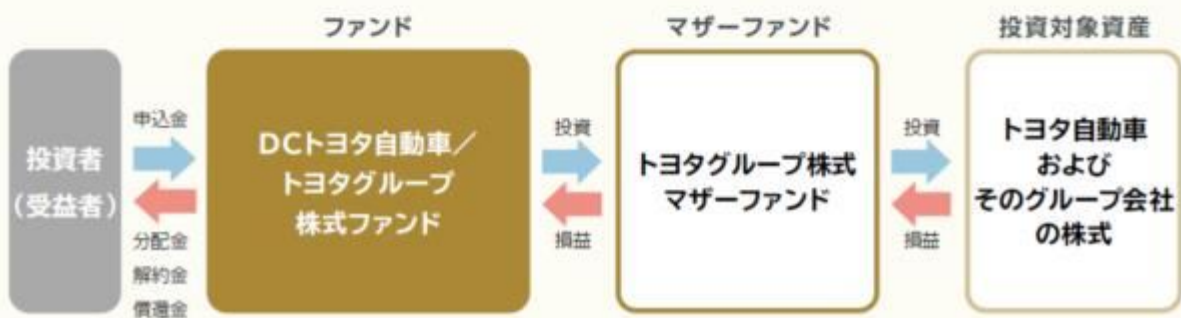 ファンド
マザーファンド
投資対象資産
投資者
(受益者)
申込金
分配金
解約金
償還金
DCトヨタ自動車／
トヨタグループ
株式ファンド
投資
損益
トヨタグループ株式
マザーファンド
投資
損益
トヨタ自動車
および
そのグループ会社
の株式